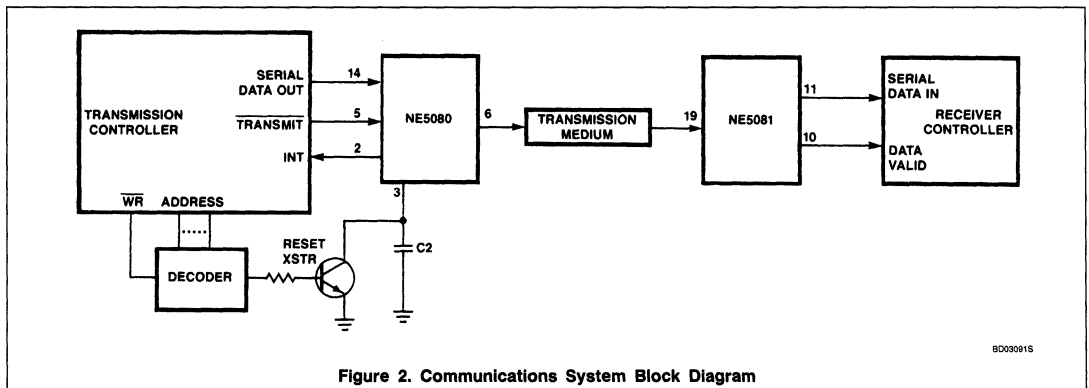 SERIAL
DATA OUT
14
TRANSMISSION
CONTROLLER
TRANSMIT
5
INT
2
WR
ADDRESS
.....
DECODER
RESET
XSTR
NE5080
3
C2
6
TRANSMISSION
MEDIUM
19
NE5081
11
10
SERIAL
DATA IN
RECEIVER
CONTROLLER
DATA
VALID
BD03091S
Figure 2. Communications System Block Diagram